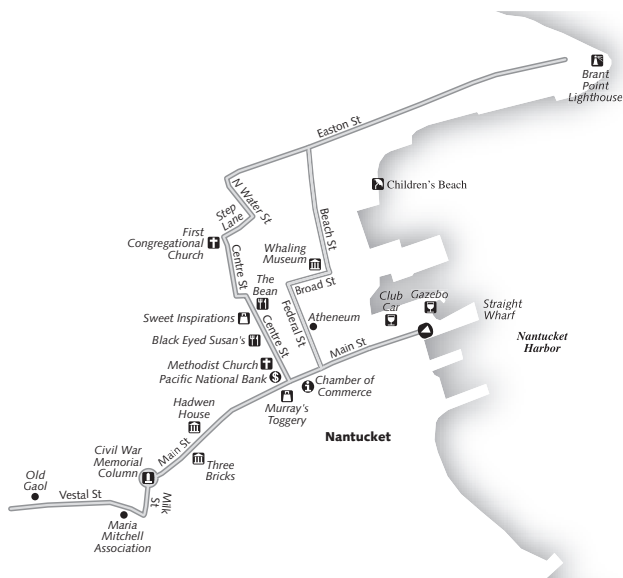 Brant
Point
Lighthouse
Easton St
Children's Beach
N Water St
Step
Lane
First
Congregational
Church
Beach St
Whaling
Museum
Centre St
The
Bean
Broad St
Club
Car
Gazebo
Straight
Wharf
Sweet Inspirations
Federal St
Atheneum
Nantucket
Harbor
Black Eyed Susan's
Centre St
Main St
Methodist Church
Pacific National Bank
$
i
Chamber of
Commerce
Murray's
Toggery
Hadwen
House
Nantucket
Civil War
Memorial
Column
Main St
Three
Bricks
Old
Gaol
Vestal St
Milk
St
Maria
Mitchell
Association